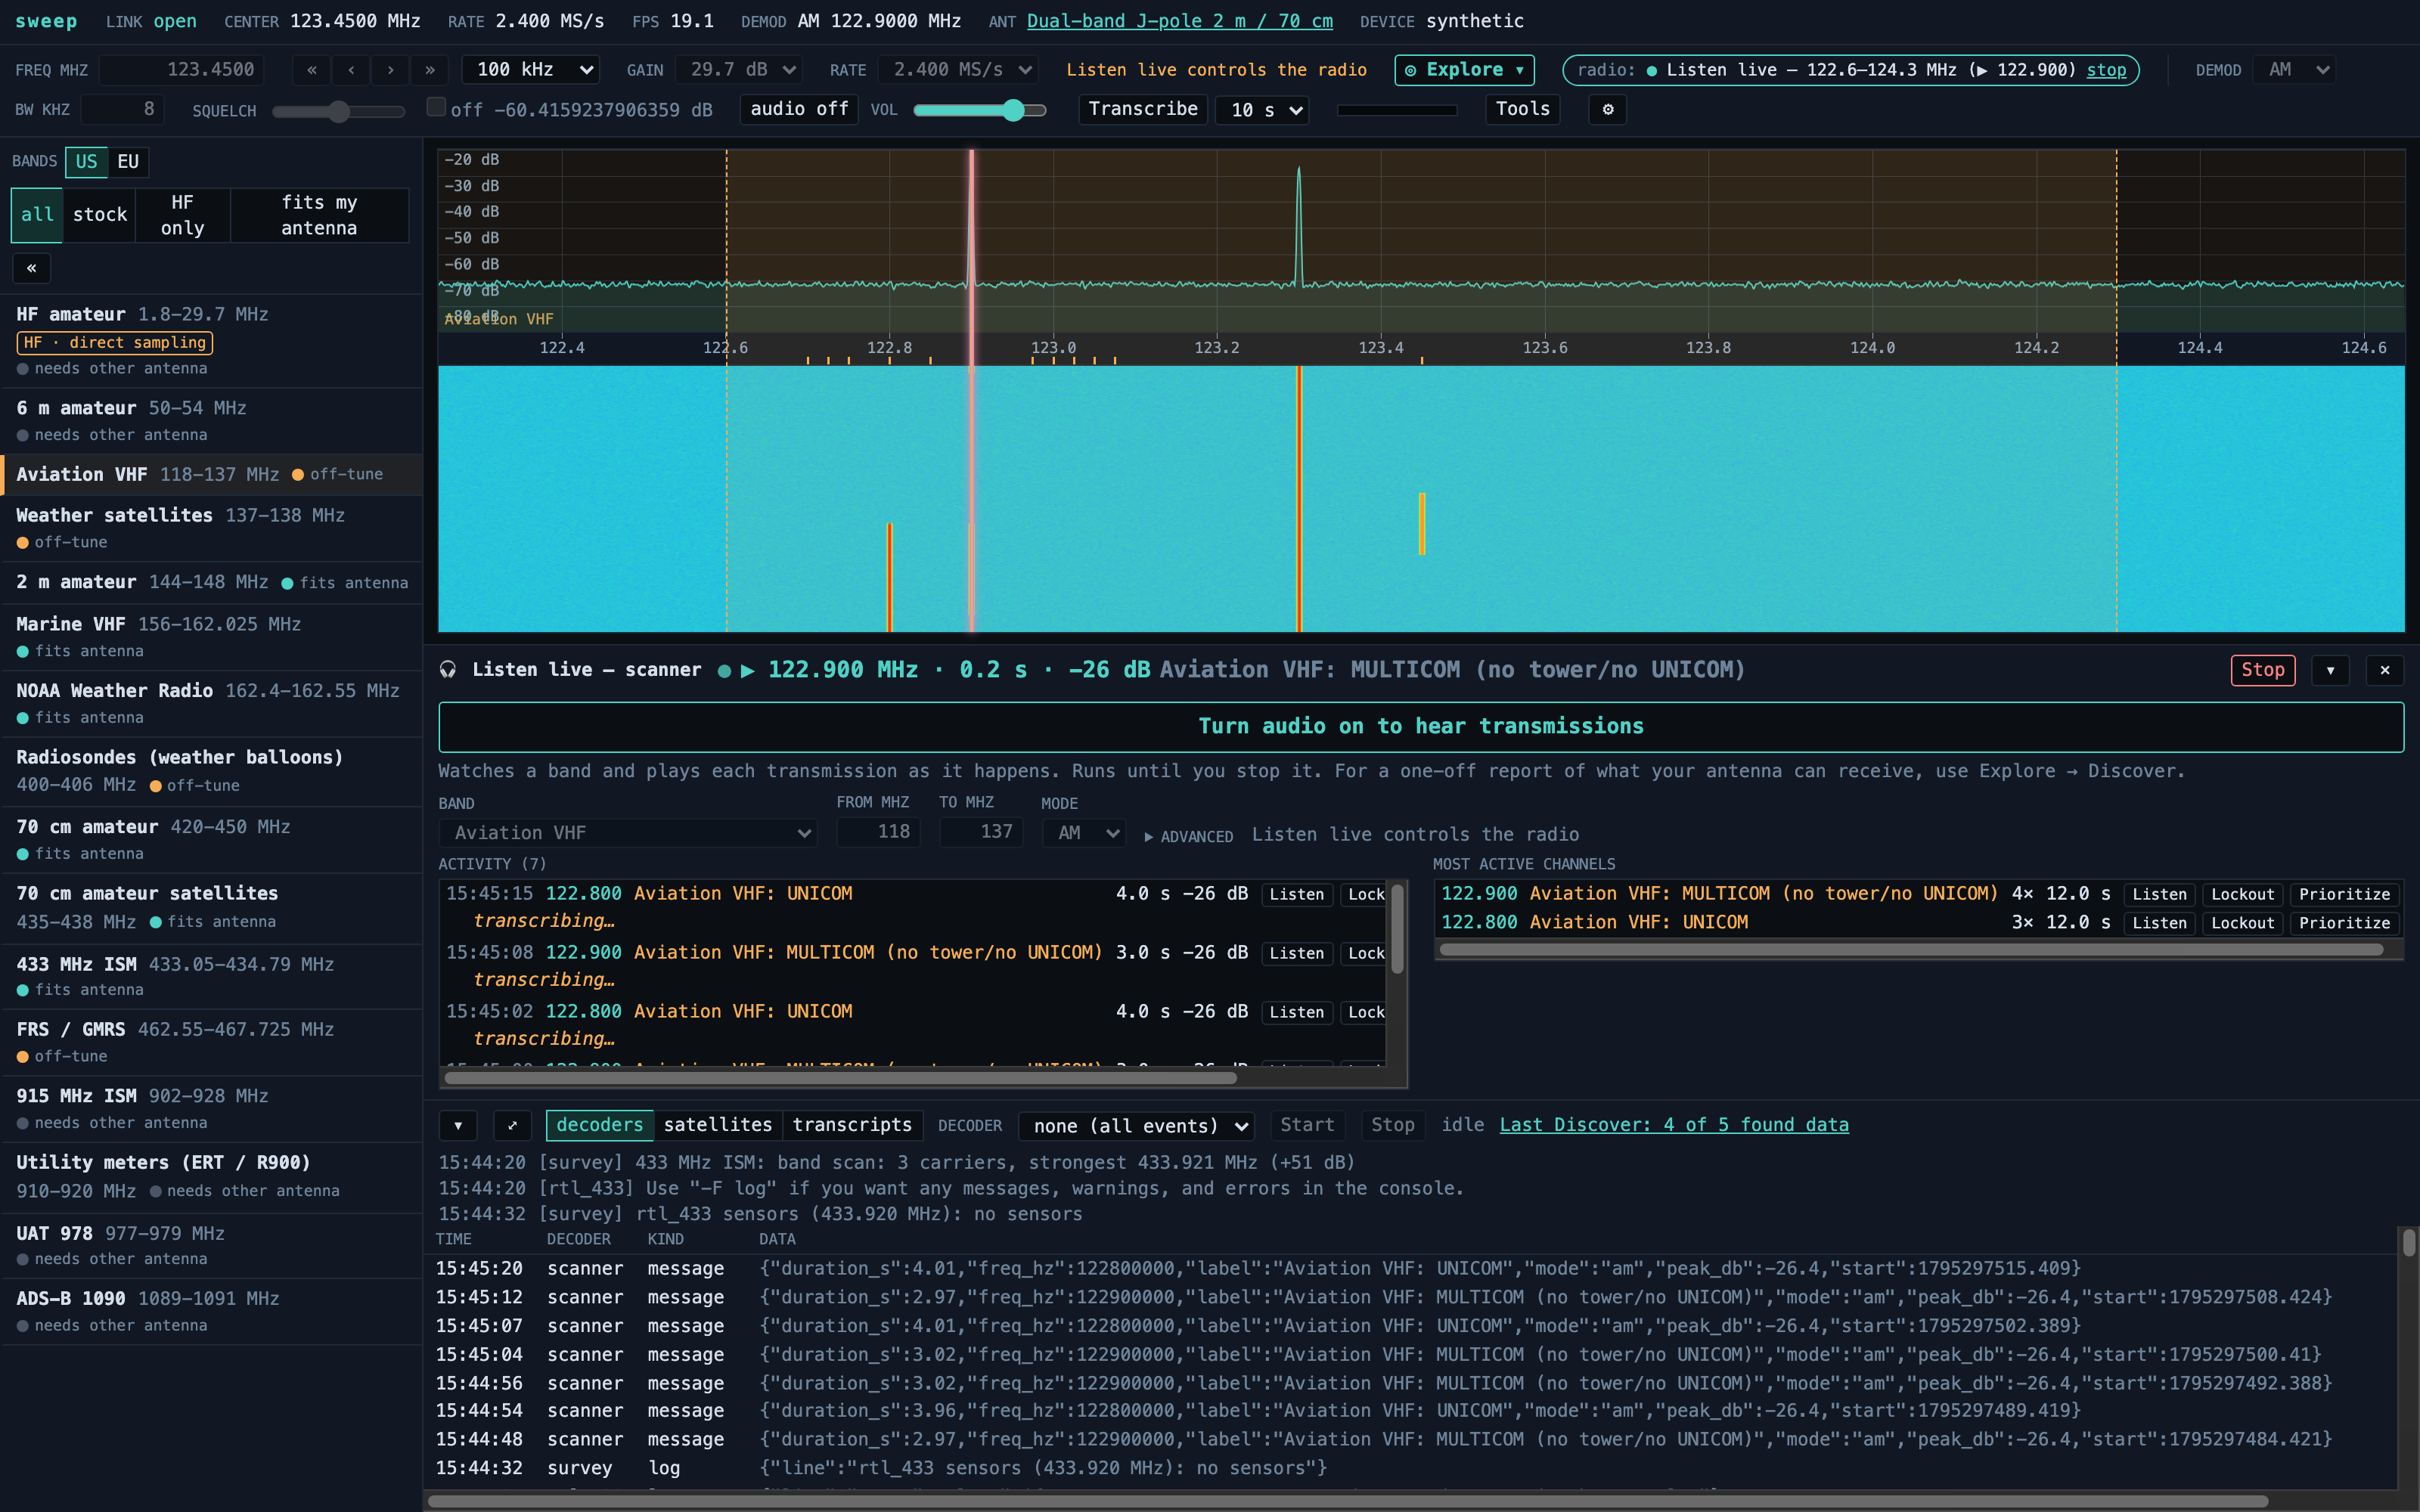 sweep LINK open CENTER 123.4500 MHz RATE 2.400 MS/s FPS 19.1 DEMOD AM 122.9000 MHz ANT Dual-band J-pole 2 m / 70 cm DEVICE synthetic
FREQ MHZ 123.4500 « ‹ › » 100 kHz GAIN 29.7 dB RATE 2.400 MS/s Listen live controls the radio ◎ Explore ▾ radio: ● Listen live — 122.6–124.3 MHz (▶ 122.900) stop DEMOD AM
BW KHZ 8 SQUELCH off -60.4159237906359 dB audio off VOL Transcribe 10 s Tools ⚙
BANDS US EU
all stock HF only fits my antenna
«
HF amateur 1.8–29.7 MHz
HF · direct sampling
needs other antenna
6 m amateur 50–54 MHz
needs other antenna
Aviation VHF 118–137 MHz off-tune
Weather satellites 137–138 MHz
off-tune
2 m amateur 144–148 MHz fits antenna
Marine VHF 156–162.025 MHz
fits antenna
NOAA Weather Radio 162.4–162.55 MHz
fits antenna
Radiosondes (weather balloons)
400–406 MHz off-tune
70 cm amateur 420–450 MHz
fits antenna
70 cm amateur satellites
435–438 MHz fits antenna
433 MHz ISM 433.05–434.79 MHz
fits antenna
FRS / GMRS 462.55–467.725 MHz
off-tune
915 MHz ISM 902–928 MHz
needs other antenna
Utility meters (ERT / R900)
910–920 MHz needs other antenna
UAT 978 977–979 MHz
needs other antenna
ADS-B 1090 1089–1091 MHz
needs other antenna
-20 dB
-30 dB
-40 dB
-50 dB
-60 dB
-70 dB
-80 dB
Aviation VHF
122.4 122.6 122.8 123.0 123.2 123.4 123.6 123.8 124.0 124.2 124.4 124.6
Listen live — scanner ● ▶ 122.900 MHz · 0.2 s · -26 dB Aviation VHF: MULTICOM (no tower/no UNICOM) Stop ▾ ×
Turn audio on to hear transmissions
Watches a band and plays each transmission as it happens. Runs until you stop it. For a one-off report of what your antenna can receive, use Explore → Discover.
BAND FROM MHZ TO MHZ MODE
Aviation VHF 118 137 AM ▶ ADVANCED Listen live controls the radio
ACTIVITY (7)
15:45:15 122.800 Aviation VHF: UNICOM 4.0 s -26 dB Listen Lock
transcribing…
15:45:08 122.900 Aviation VHF: MULTICOM (no tower/no UNICOM) 3.0 s -26 dB Listen Lock
transcribing…
15:45:02 122.800 Aviation VHF: UNICOM 4.0 s -26 dB Listen Lock
transcribing…
MOST ACTIVE CHANNELS
122.900 Aviation VHF: MULTICOM (no tower/no UNICOM) 4× 12.0 s Listen Lockout Prioritize
122.800 Aviation VHF: UNICOM 3× 12.0 s Listen Lockout Prioritize
▾ ⤢ decoders satellites transcripts DECODER none (all events) Start Stop idle Last Discover: 4 of 5 found data
15:44:20 [survey] 433 MHz ISM: band scan: 3 carriers, strongest 433.921 MHz (+51 dB)
15:44:20 [rtl_433] Use "-F log" if you want any messages, warnings, and errors in the console.
15:44:32 [survey] rtl_433 sensors (433.920 MHz): no sensors
TIME DECODER KIND DATA
15:45:20 scanner message {"duration_s":4.01,"freq_hz":122800000,"label":"Aviation VHF: UNICOM","mode":"am","peak_db":-26.4,"start":1795297515.409}
15:45:12 scanner message {"duration_s":2.97,"freq_hz":122900000,"label":"Aviation VHF: MULTICOM (no tower/no UNICOM)","mode":"am","peak_db":-26.4,"start":1795297508.424}
15:45:07 scanner message {"duration_s":4.01,"freq_hz":122800000,"label":"Aviation VHF: UNICOM","mode":"am","peak_db":-26.4,"start":1795297502.389}
15:45:04 scanner message {"duration_s":3.02,"freq_hz":122900000,"label":"Aviation VHF: MULTICOM (no tower/no UNICOM)","mode":"am","peak_db":-26.4,"start":1795297500.41}
15:44:56 scanner message {"duration_s":3.02,"freq_hz":122900000,"label":"Aviation VHF: MULTICOM (no tower/no UNICOM)","mode":"am","peak_db":-26.4,"start":1795297492.388}
15:44:54 scanner message {"duration_s":3.96,"freq_hz":122800000,"label":"Aviation VHF: UNICOM","mode":"am","peak_db":-26.4,"start":1795297489.419}
15:44:48 scanner message {"duration_s":2.97,"freq_hz":122900000,"label":"Aviation VHF: MULTICOM (no tower/no UNICOM)","mode":"am","peak_db":-26.4,"start":1795297484.421}
15:44:32 survey log {"line":"rtl_433 sensors (433.920 MHz): no sensors"}